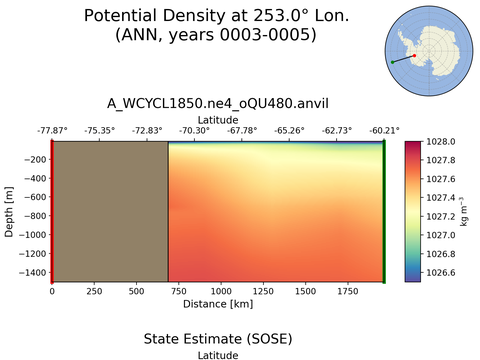 Potential Density at 253.0° Lon.
(ANN, years 0003-0005)
A_WCYCL1850.ne4_oQU480.anvil
Latitude
-77.87° -75.35° -72.83° -70.30° -67.78° -65.26° -62.73° -60.21°
Depth [m]
−200
−400
−600
−800
−1000
−1200
−1400
0 250 500 750 1000 1250 1500 1750
Distance [km]
1028.0
1027.8
1027.6
1027.4
1027.2
1027.0
1026.8
1026.6
kg m⁻³
State Estimate (SOSE)
Latitude